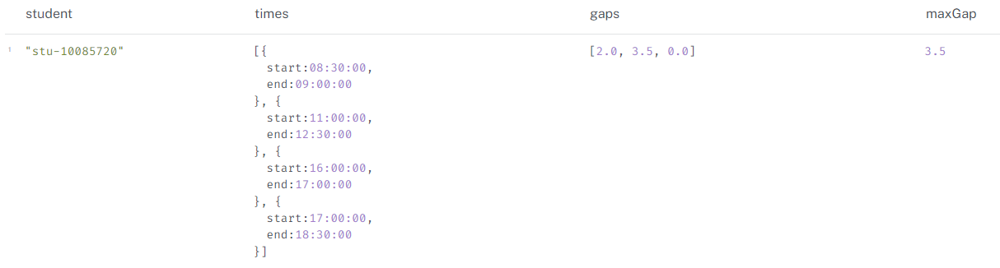 student times gaps maxGap
1 "stu-10085720" [{ [2.0, 3.5, 0.0] 3.5
start:08:30:00,
end:09:00:00
}, {
start:11:00:00,
end:12:30:00
}, {
start:16:00:00,
end:17:00:00
}, {
start:17:00:00,
end:18:30:00
}]